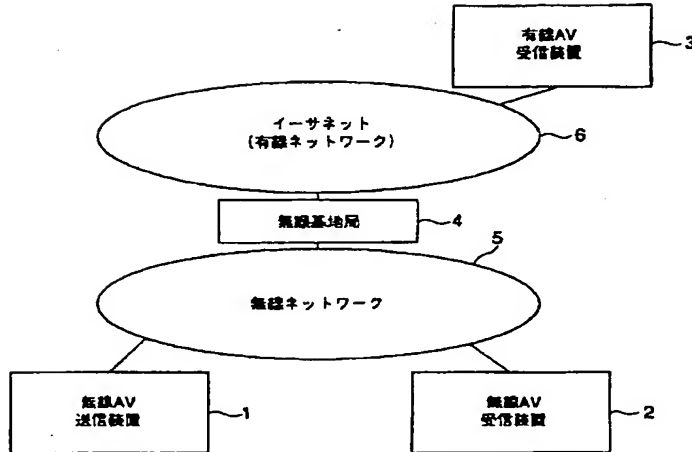 有線AV
受信装置
3
イーサネット
(有線ネットワーク)
6
無線基地局
4
5
無線ネットワーク
無線AV
送信装置
1
無線AV
受信装置
2